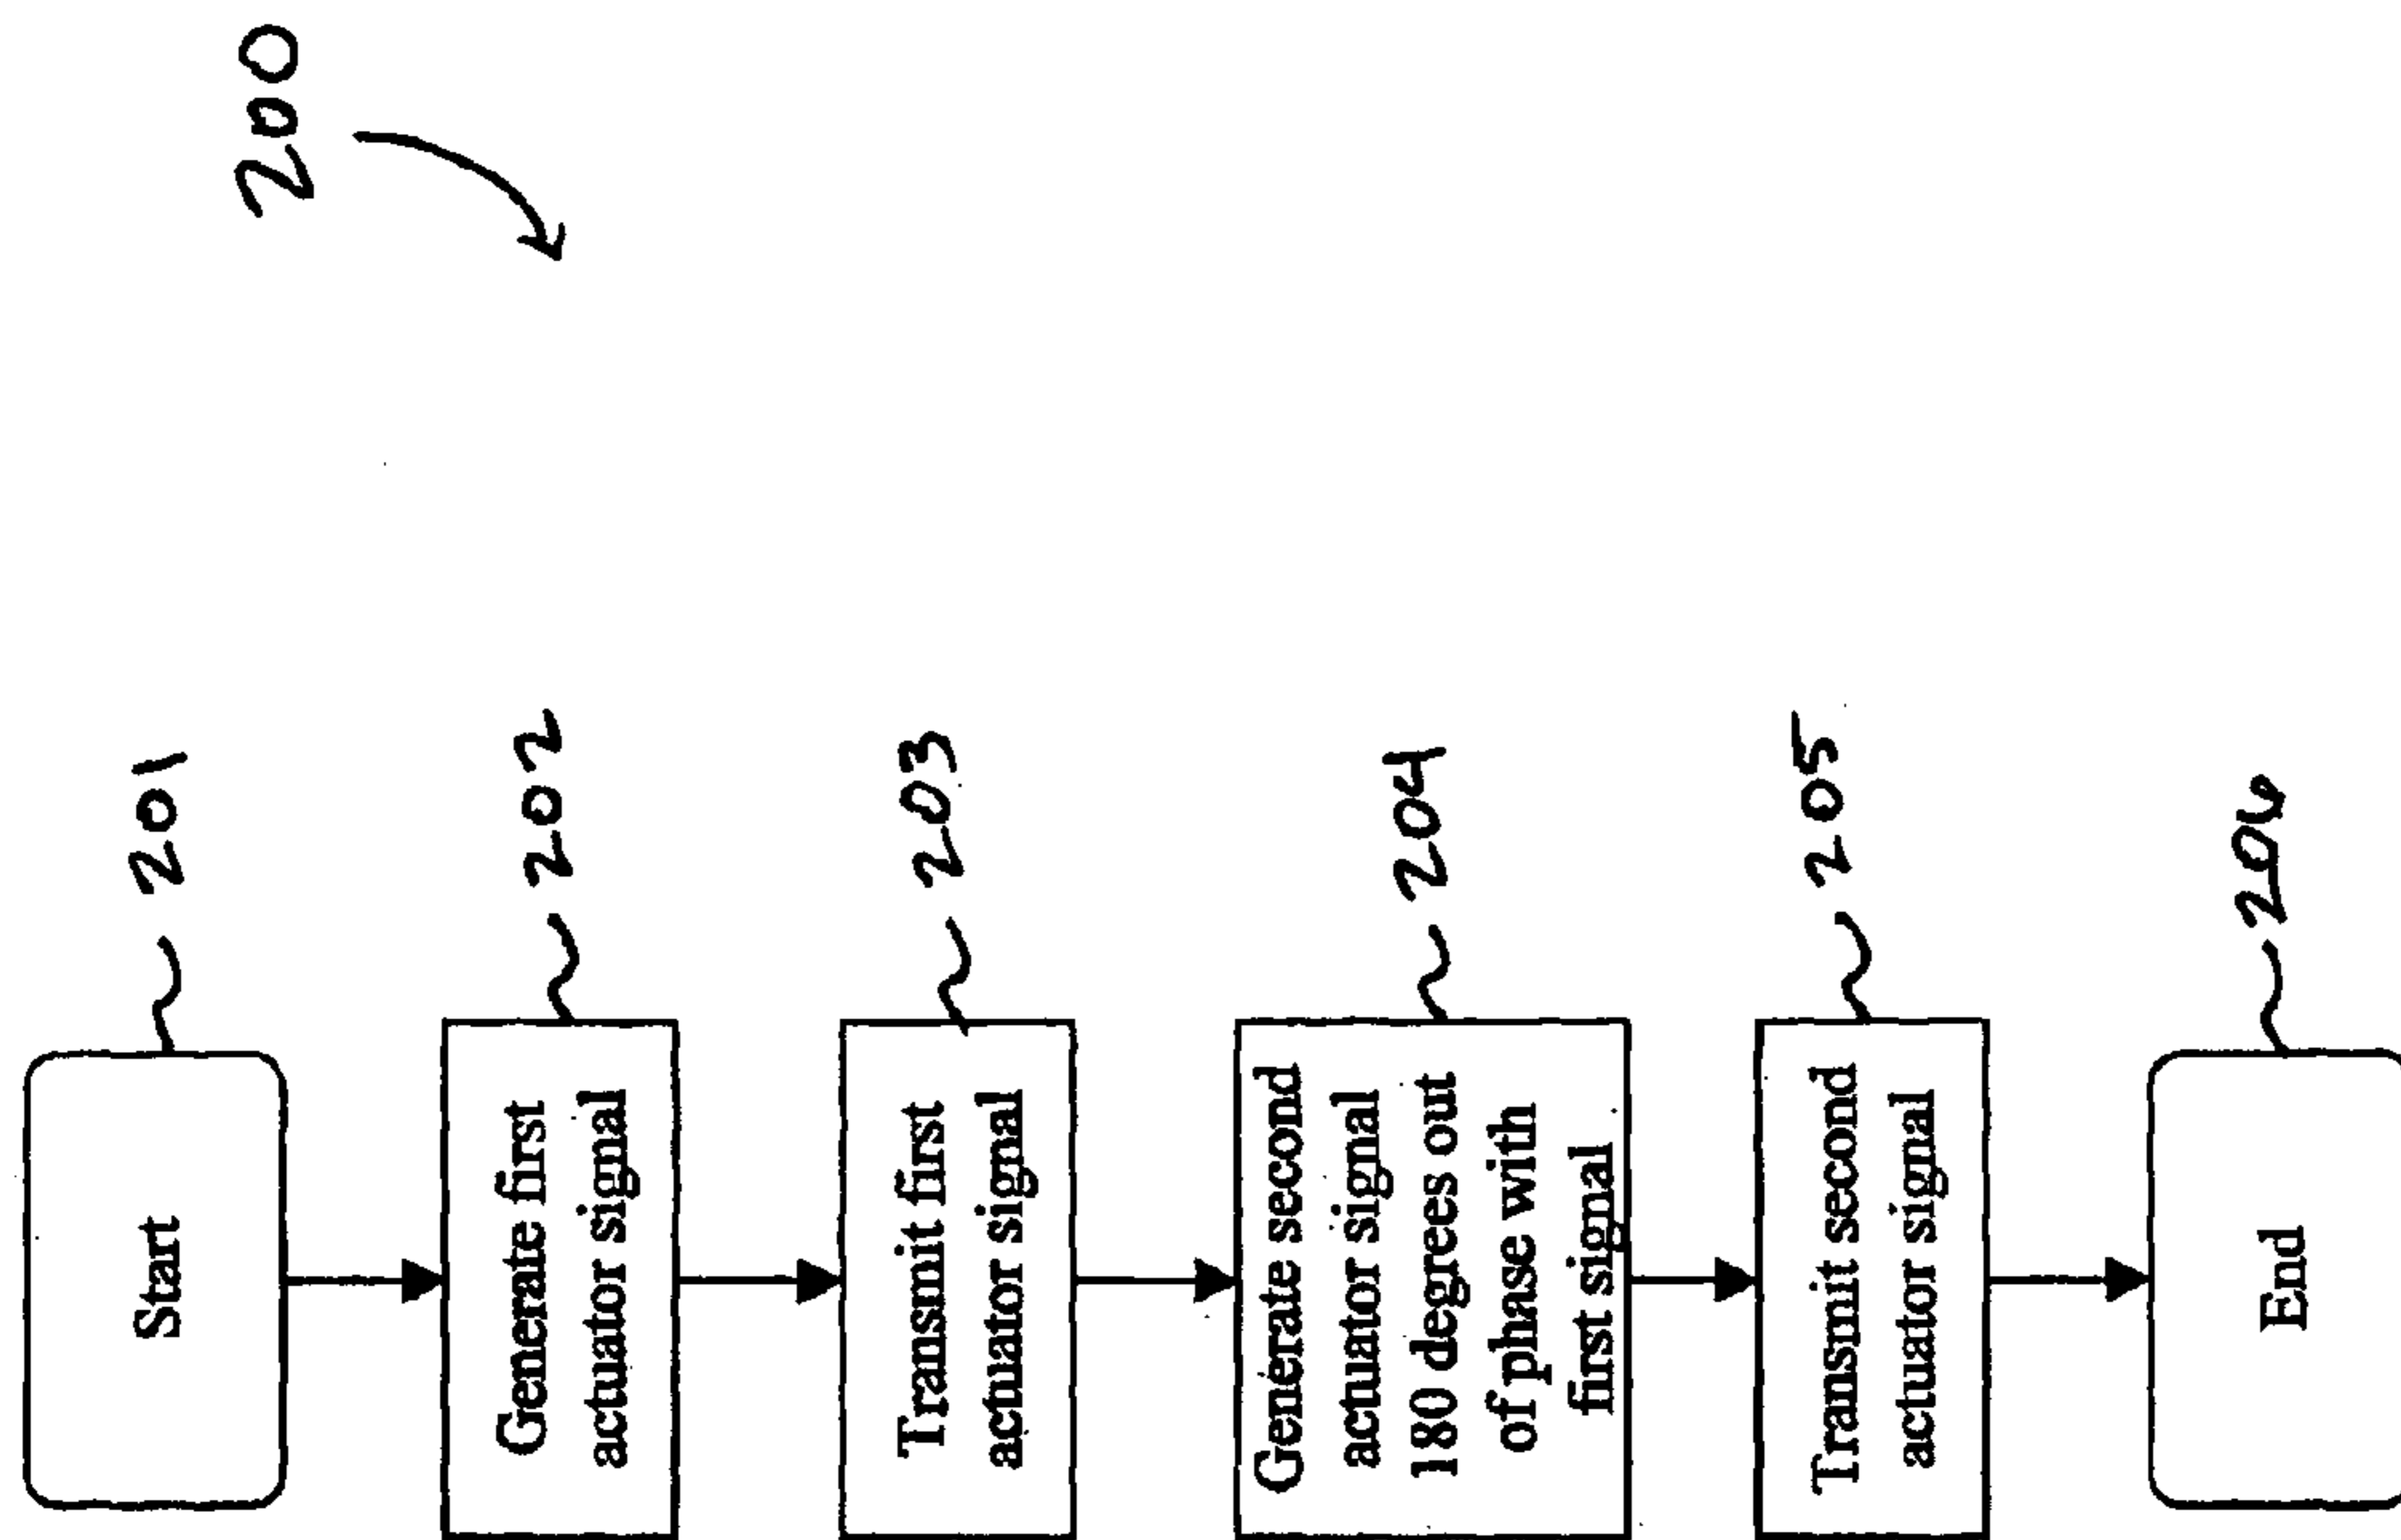 200
Start
201
Generate first
actuator signal
202
Transmit first
actuator signal
203
Generate second
actuator signal
180 degrees out
of phase with
first signal
204
Transmit second
actuator signal
205
End
206